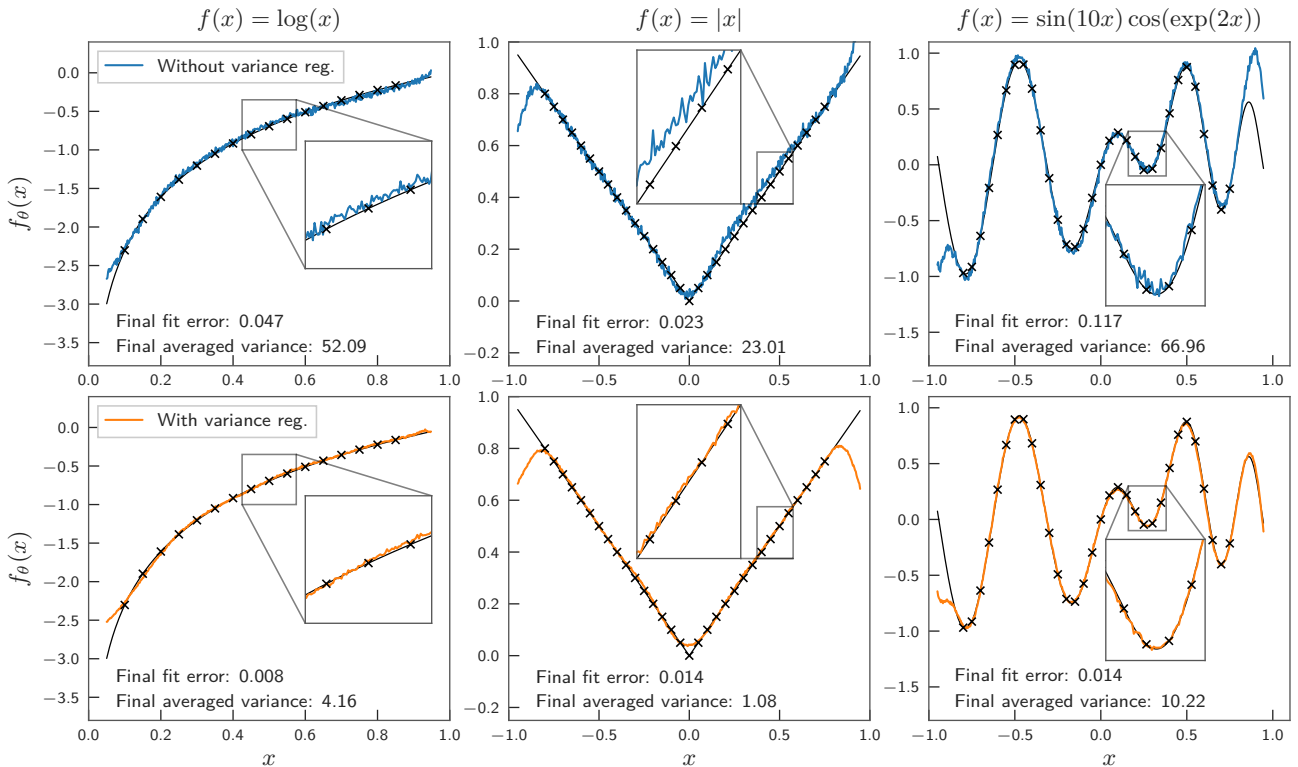 f(x) = log(x)
f(x) = |x|
f(x) = sin(10x) cos(exp(2x))
f_θ(x)
0.0
−0.5
−1.0
−1.5
−2.0
−2.5
−3.0
−3.5
Without variance reg.
Final fit error: 0.047
Final averaged variance: 52.09
0.0 0.2 0.4 0.6 0.8 1.0
1.0
0.8
0.6
0.4
0.2
0.0
−0.2
Final fit error: 0.023
Final averaged variance: 23.01
−1.0 −0.5 0.0 0.5 1.0
1.0
0.5
0.0
−0.5
−1.0
−1.5
Final fit error: 0.117
Final averaged variance: 66.96
−1.0 −0.5 0.0 0.5 1.0
f_θ(x)
0.0
−0.5
−1.0
−1.5
−2.0
−2.5
−3.0
−3.5
With variance reg.
Final fit error: 0.008
Final averaged variance: 4.16
0.0 0.2 0.4 0.6 0.8 1.0
x
1.0
0.8
0.6
0.4
0.2
0.0
−0.2
Final fit error: 0.014
Final averaged variance: 1.08
−1.0 −0.5 0.0 0.5 1.0
x
1.0
0.5
0.0
−0.5
−1.0
−1.5
Final fit error: 0.014
Final averaged variance: 10.22
−1.0 −0.5 0.0 0.5 1.0
x